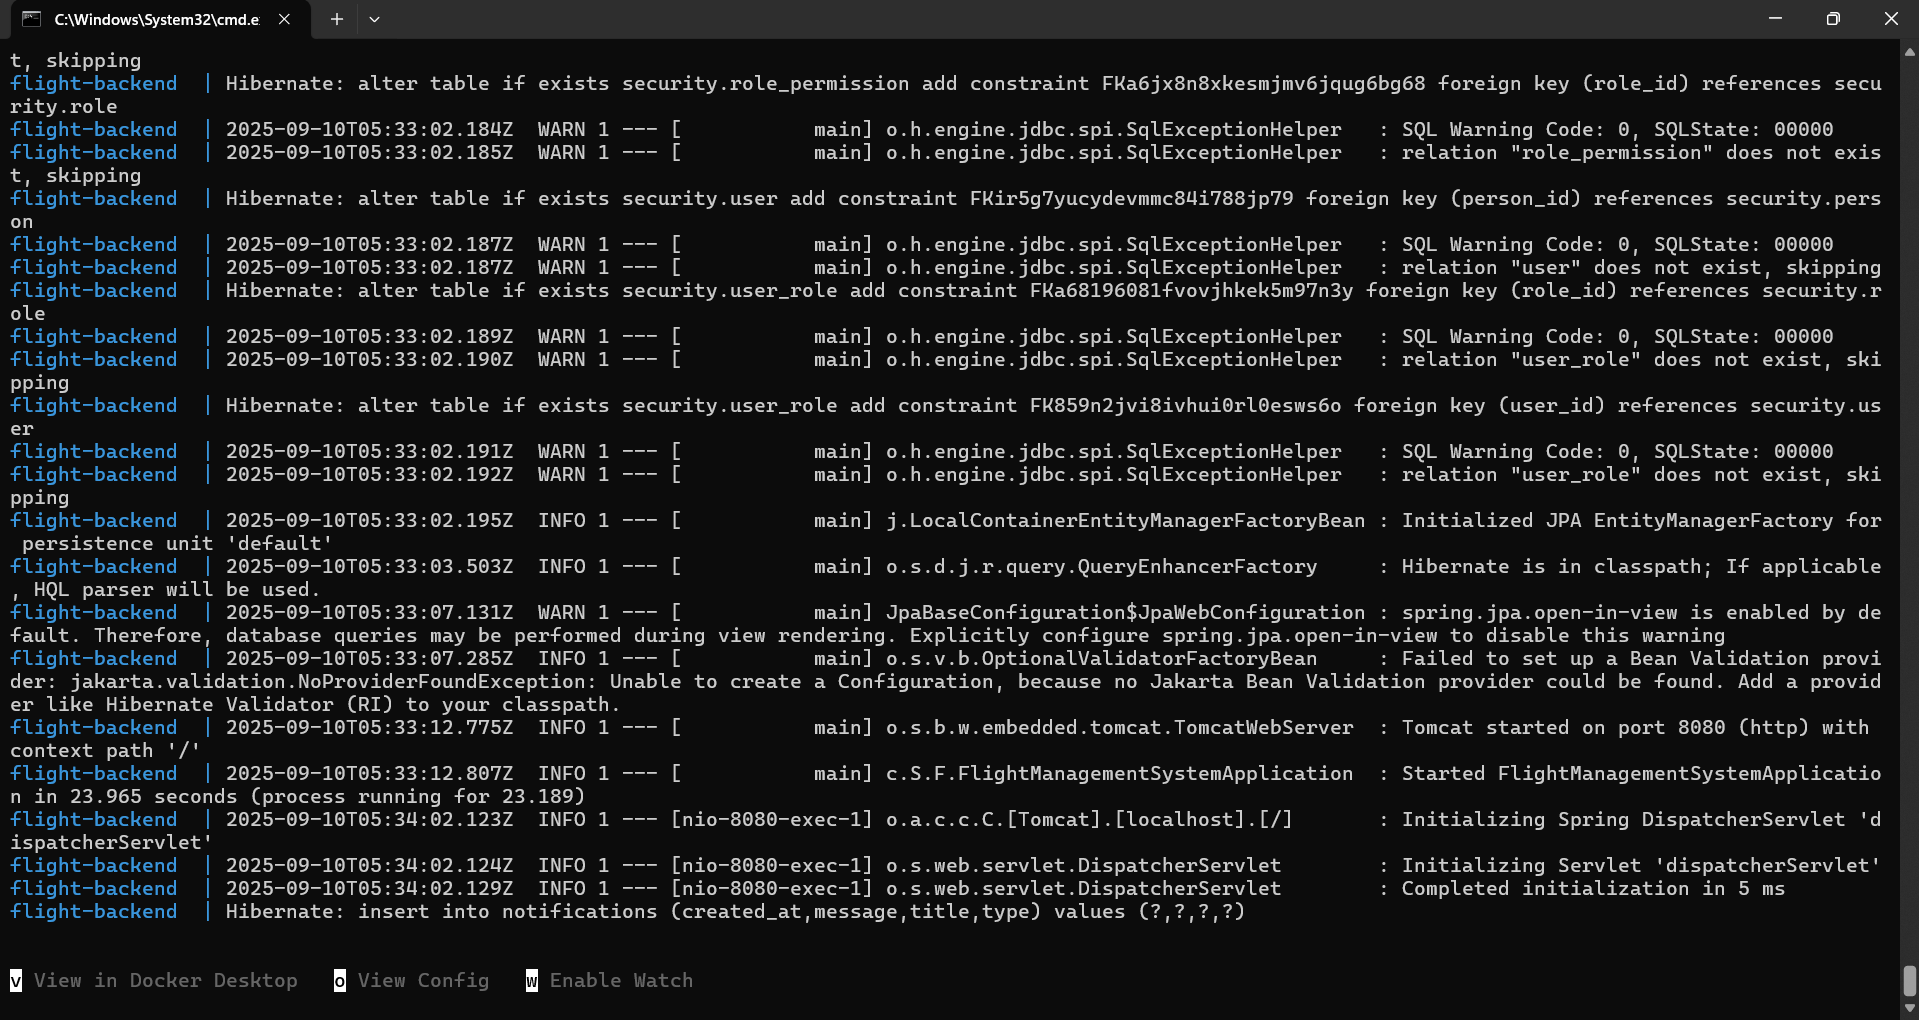 C:\Windows\System32\cmd.e
t, skipping
flight-backend  | Hibernate: alter table if exists security.role_permission add constraint FKa6jx8n8xkesmjmv6jqug6bg68 foreign key (role_id) references secu
rity.role
flight-backend  | 2025-09-10T05:33:02.184Z  WARN 1 --- [           main] o.h.engine.jdbc.spi.SqlExceptionHelper   : SQL Warning Code: 0, SQLState: 00000
flight-backend  | 2025-09-10T05:33:02.185Z  WARN 1 --- [           main] o.h.engine.jdbc.spi.SqlExceptionHelper   : relation "role_permission" does not exis
t, skipping
flight-backend  | Hibernate: alter table if exists security.user add constraint FKir5g7yucydevmmc84i788jp79 foreign key (person_id) references security.pers
on
flight-backend  | 2025-09-10T05:33:02.187Z  WARN 1 --- [           main] o.h.engine.jdbc.spi.SqlExceptionHelper   : SQL Warning Code: 0, SQLState: 00000
flight-backend  | 2025-09-10T05:33:02.187Z  WARN 1 --- [           main] o.h.engine.jdbc.spi.SqlExceptionHelper   : relation "user" does not exist, skipping
flight-backend  | Hibernate: alter table if exists security.user_role add constraint FKa68196081fvovjhkek5m97n3y foreign key (role_id) references security.r
ole
flight-backend  | 2025-09-10T05:33:02.189Z  WARN 1 --- [           main] o.h.engine.jdbc.spi.SqlExceptionHelper   : SQL Warning Code: 0, SQLState: 00000
flight-backend  | 2025-09-10T05:33:02.190Z  WARN 1 --- [           main] o.h.engine.jdbc.spi.SqlExceptionHelper   : relation "user_role" does not exist, ski
pping
flight-backend  | Hibernate: alter table if exists security.user_role add constraint FK859n2jvi8ivhui0rl0esws6o foreign key (user_id) references security.us
er
flight-backend  | 2025-09-10T05:33:02.191Z  WARN 1 --- [           main] o.h.engine.jdbc.spi.SqlExceptionHelper   : SQL Warning Code: 0, SQLState: 00000
flight-backend  | 2025-09-10T05:33:02.192Z  WARN 1 --- [           main] o.h.engine.jdbc.spi.SqlExceptionHelper   : relation "user_role" does not exist, ski
pping
flight-backend  | 2025-09-10T05:33:02.195Z  INFO 1 --- [           main] j.LocalContainerEntityManagerFactoryBean : Initialized JPA EntityManagerFactory for
 persistence unit 'default'
flight-backend  | 2025-09-10T05:33:03.503Z  INFO 1 --- [           main] o.s.d.j.r.query.QueryEnhancerFactory     : Hibernate is in classpath; If applicable
, HQL parser will be used.
flight-backend  | 2025-09-10T05:33:07.131Z  WARN 1 --- [           main] JpaBaseConfiguration$JpaWebConfiguration : spring.jpa.open-in-view is enabled by de
fault. Therefore, database queries may be performed during view rendering. Explicitly configure spring.jpa.open-in-view to disable this warning
flight-backend  | 2025-09-10T05:33:07.285Z  INFO 1 --- [           main] o.s.v.b.OptionalValidatorFactoryBean     : Failed to set up a Bean Validation provi
der: jakarta.validation.NoProviderFoundException: Unable to create a Configuration, because no Jakarta Bean Validation provider could be found. Add a provid
er like Hibernate Validator (RI) to your classpath.
flight-backend  | 2025-09-10T05:33:12.775Z  INFO 1 --- [           main] o.s.b.w.embedded.tomcat.TomcatWebServer  : Tomcat started on port 8080 (http) with
context path '/'
flight-backend  | 2025-09-10T05:33:12.807Z  INFO 1 --- [           main] c.S.F.FlightManagementSystemApplication  : Started FlightManagementSystemApplicatio
n in 23.965 seconds (process running for 23.189)
flight-backend  | 2025-09-10T05:34:02.123Z  INFO 1 --- [nio-8080-exec-1] o.a.c.c.C.[Tomcat].[localhost].[/]       : Initializing Spring DispatcherServlet 'd
ispatcherServlet'
flight-backend  | 2025-09-10T05:34:02.124Z  INFO 1 --- [nio-8080-exec-1] o.s.web.servlet.DispatcherServlet        : Initializing Servlet 'dispatcherServlet'
flight-backend  | 2025-09-10T05:34:02.129Z  INFO 1 --- [nio-8080-exec-1] o.s.web.servlet.DispatcherServlet        : Completed initialization in 5 ms
flight-backend  | Hibernate: insert into notifications (created_at,message,title,type) values (?,?,?,?)
v View in Docker Desktop   o View Config   w Enable Watch